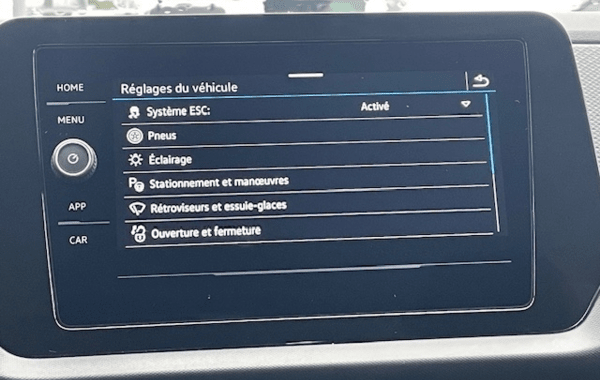 HOME
MENU
APP
CAR
Réglages du véhicule
Système ESC: Activé
Pneus
Éclairage
Stationnement et manœuvres
Rétroviseurs et essuie-glaces
Ouverture et fermeture